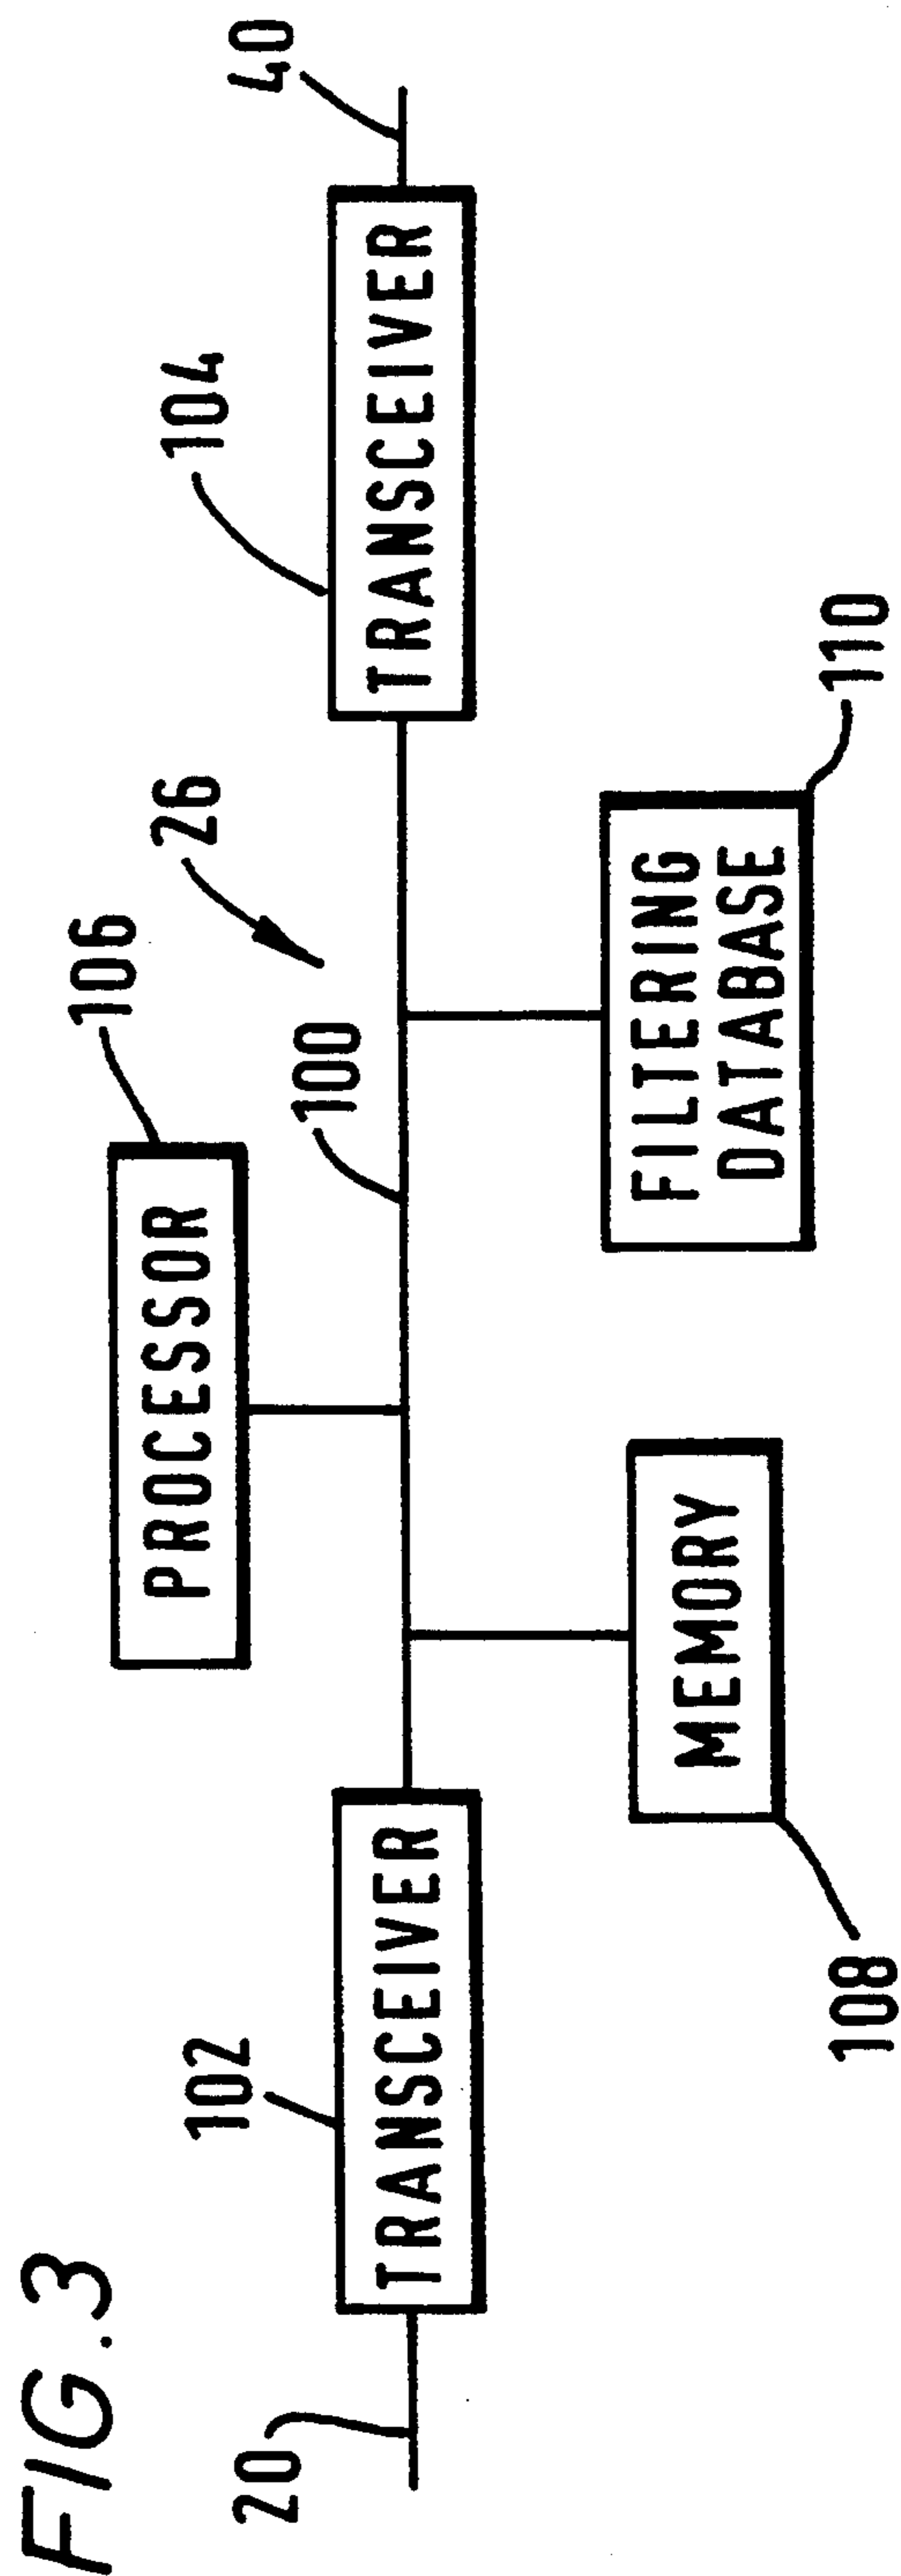 FIG. 3
106
PROCESSOR
26
104
40
102
100
20
TRANSCEIVER
TRANSCEIVER
MEMORY
FILTERING
DATABASE
108
110